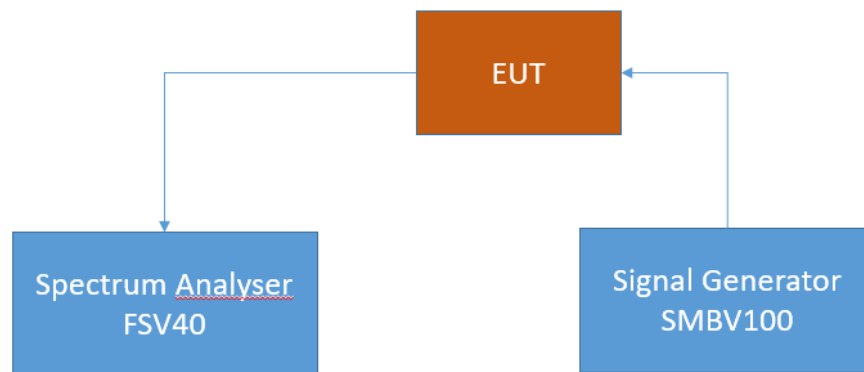 EUT
Spectrum Analyser
FSV40
Signal Generator
SMBV100